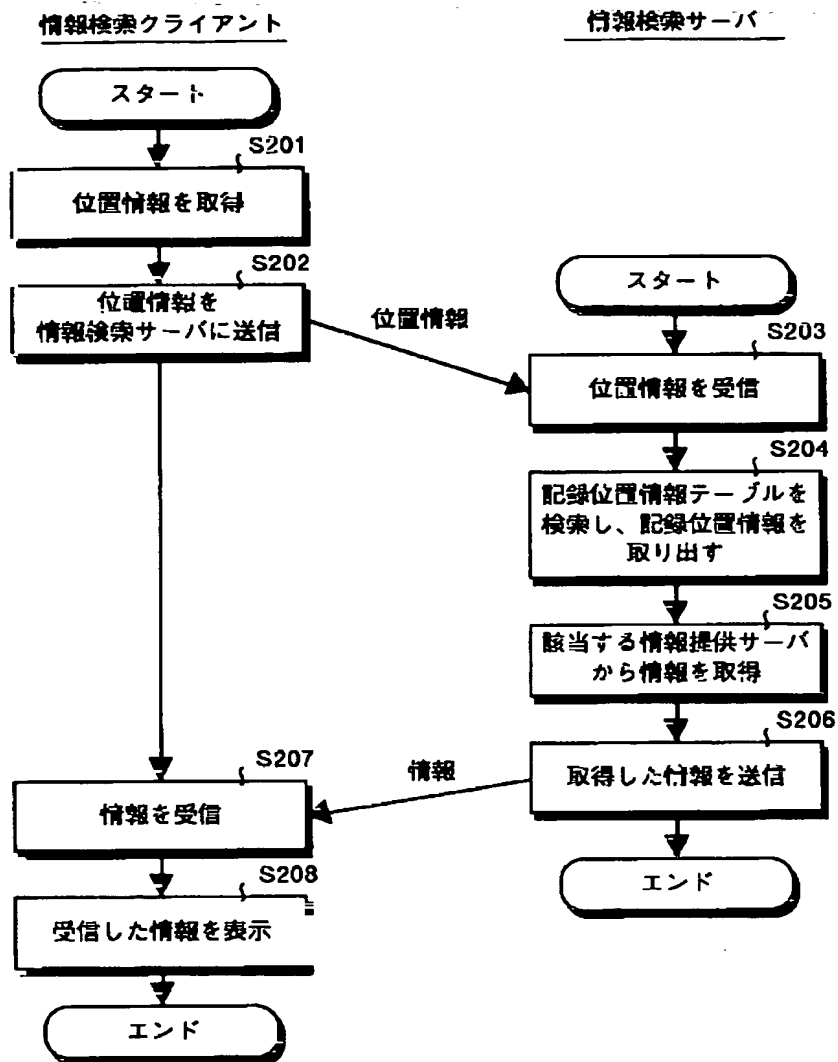 情報検索クライアント
スタート
S201
位置情報を取得
S202
位置情報を
情報検索サーバに送信
位置情報
情報検索サーバ
スタート
S203
位置情報を受信
S204
記録位置情報テーブルを
検索し、記録位置情報を
取り出す
S205
該当する情報提供サーバ
から情報を取得
S206
取得した情報を送信
エンド
情報
S207
情報を受信
S208
受信した情報を表示
エンド